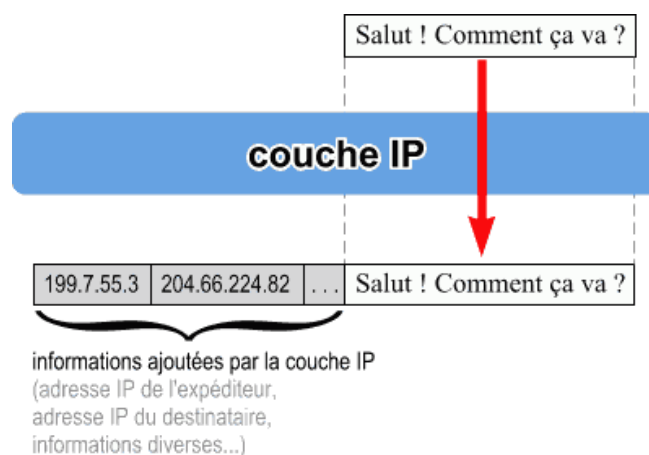 Salut ! Comment ça va ?
couche IP
199.7.55.3 204.66.224.82 ... Salut ! Comment ça va ?
informations ajoutées par la couche IP
(adresse IP de l'expéditeur,
adresse IP du destinataire,
informations diverses...)